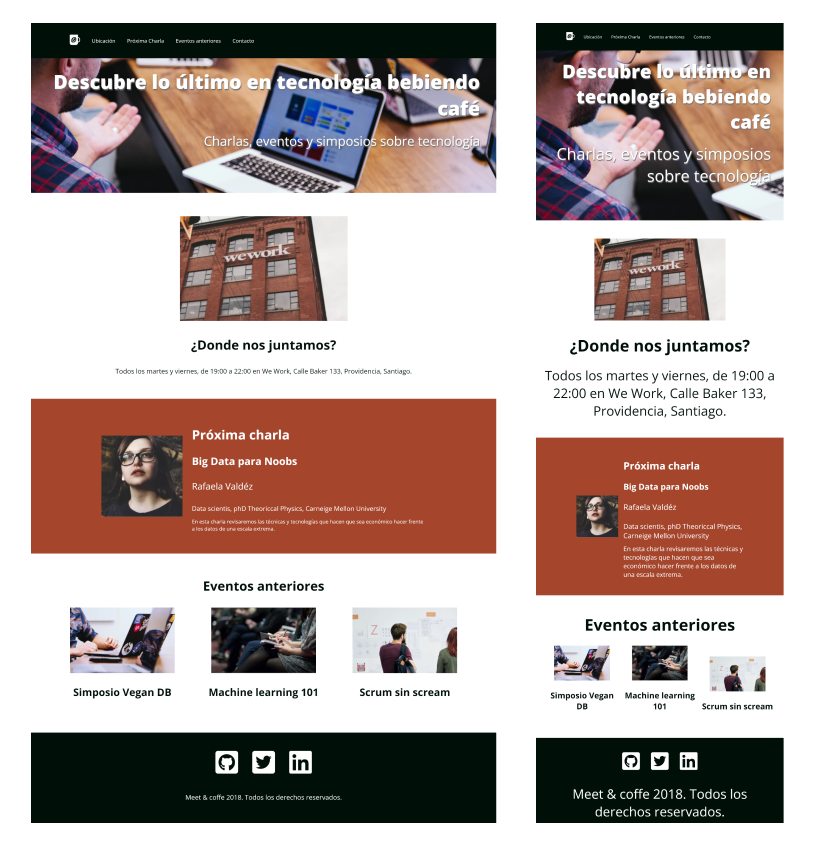 Ubicación Próxima Charla Eventos anteriores Contacto
Descubre lo último en tecnología bebiendo
café
Charlas, eventos y simposios sobre tecnología
wework
¿Donde nos juntamos?
Todos los martes y viernes, de 19:00 a 22:00 en We Work, Calle Baker 133, Providencia, Santiago.
Próxima charla
Big Data para Noobs
Rafaela Valdéz
Data scientis, phD Theoriccal Physics, Carneige Mellon University
En esta charla revisaremos las técnicas y tecnologías que hacen que sea económico hacer frente
a los datos de una escala extrema.
Eventos anteriores
Simposio Vegan DB
Machine learning 101
Scrum sin scream
Meet & coffe 2018. Todos los derechos reservados.
Ubicación Próxima Charla Eventos anteriores Contacto
Descubre lo último en
tecnología bebiendo
café
Charlas, eventos y simposios
sobre tecnología
wework
¿Donde nos juntamos?
Todos los martes y viernes, de 19:00 a
22:00 en We Work, Calle Baker 133,
Providencia, Santiago.
Próxima charla
Big Data para Noobs
Rafaela Valdéz
Data scientis, phD Theoriccal Physics,
Carneige Mellon University
En esta charla revisaremos las técnicas y
tecnologías que hacen que sea
económico hacer frente a los datos de
una escala extrema.
Eventos anteriores
Simposio Vegan
DB
Machine learning
101
Scrum sin scream
Meet & coffe 2018. Todos los
derechos reservados.